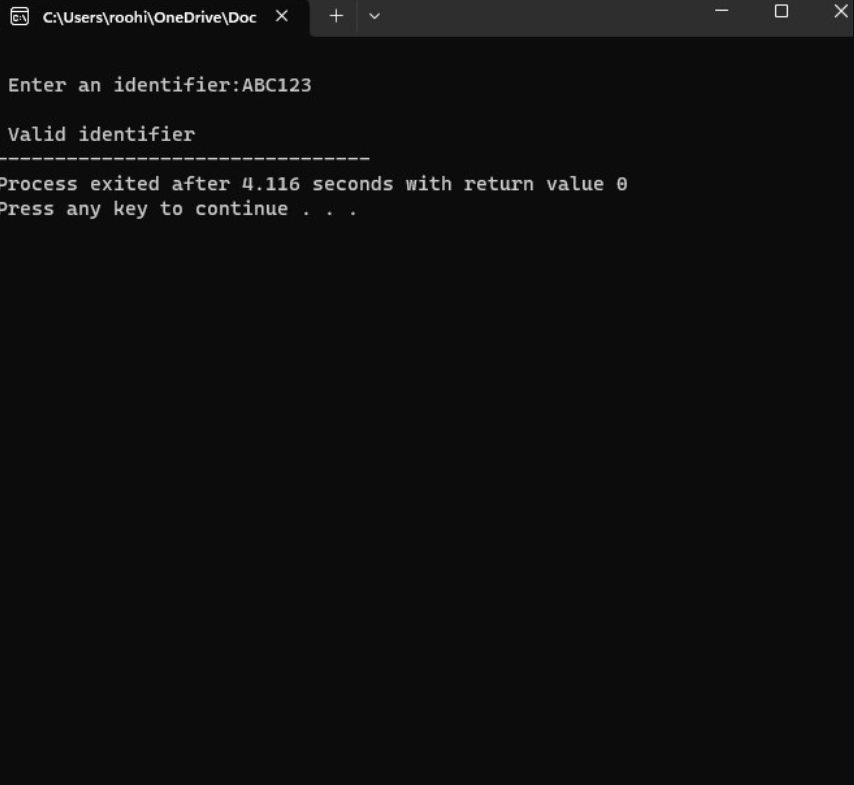 C:\Users\roohi\OneDrive\Doc
Enter an identifier:ABC123
Valid identifier
--------------------------------
Process exited after 4.116 seconds with return value 0
Press any key to continue . . .